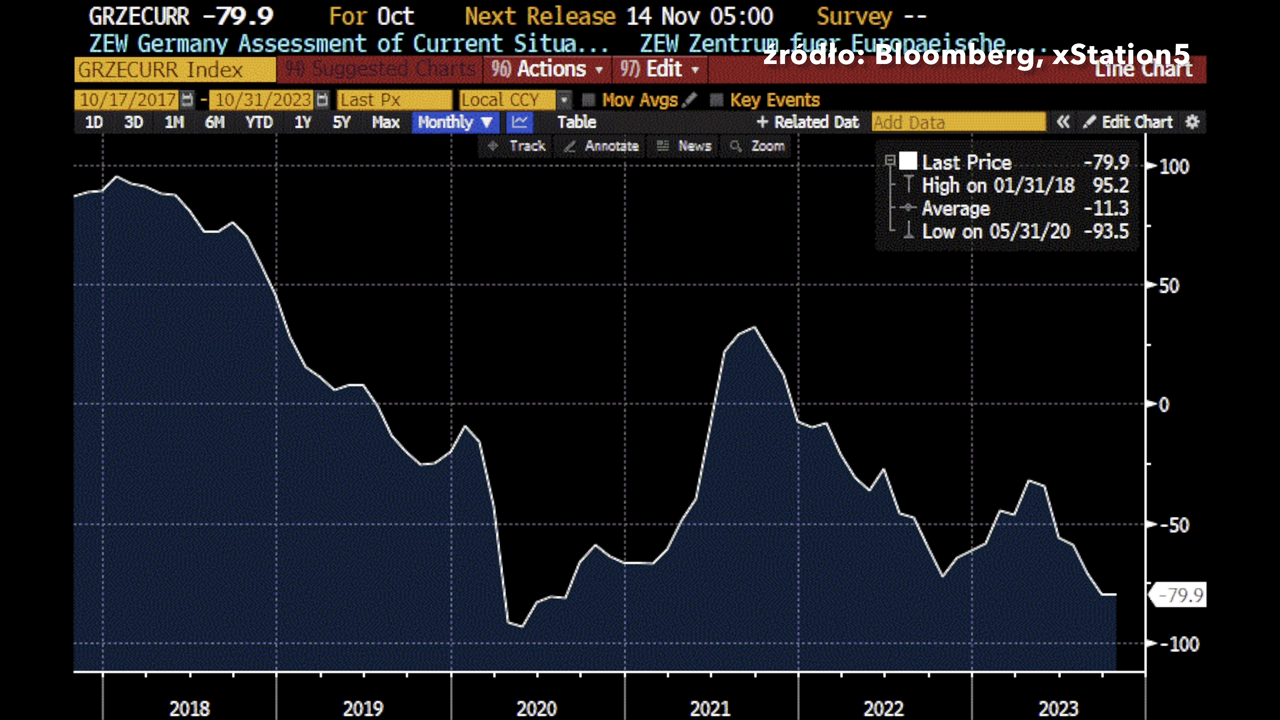 GRZECURR -79.9 For Oct Next Release 14 Nov 05:00 Survey --
ZEW Germany Assessment of Current Situa... ZEW Zentrum fuer Europaeische ...
źródło: Bloomberg, xStation5
GRZECURR Index 94) Suggested Charts 96) Actions 97) Edit Line Chart
10/17/2017 - 10/31/2023 Last Px Local CCY Mov Avgs Key Events
1D 3D 1M 6M YTD 1Y 5Y Max Monthly ▼ Table + Related Dat Add Data « Edit Chart
Track Annotate News Zoom
Last Price -79.9
High on 01/31/18 95.2
Average -11.3
Low on 05/31/20 -93.5
100
50
0
-50
-79.9
-100
2018 2019 2020 2021 2022 2023